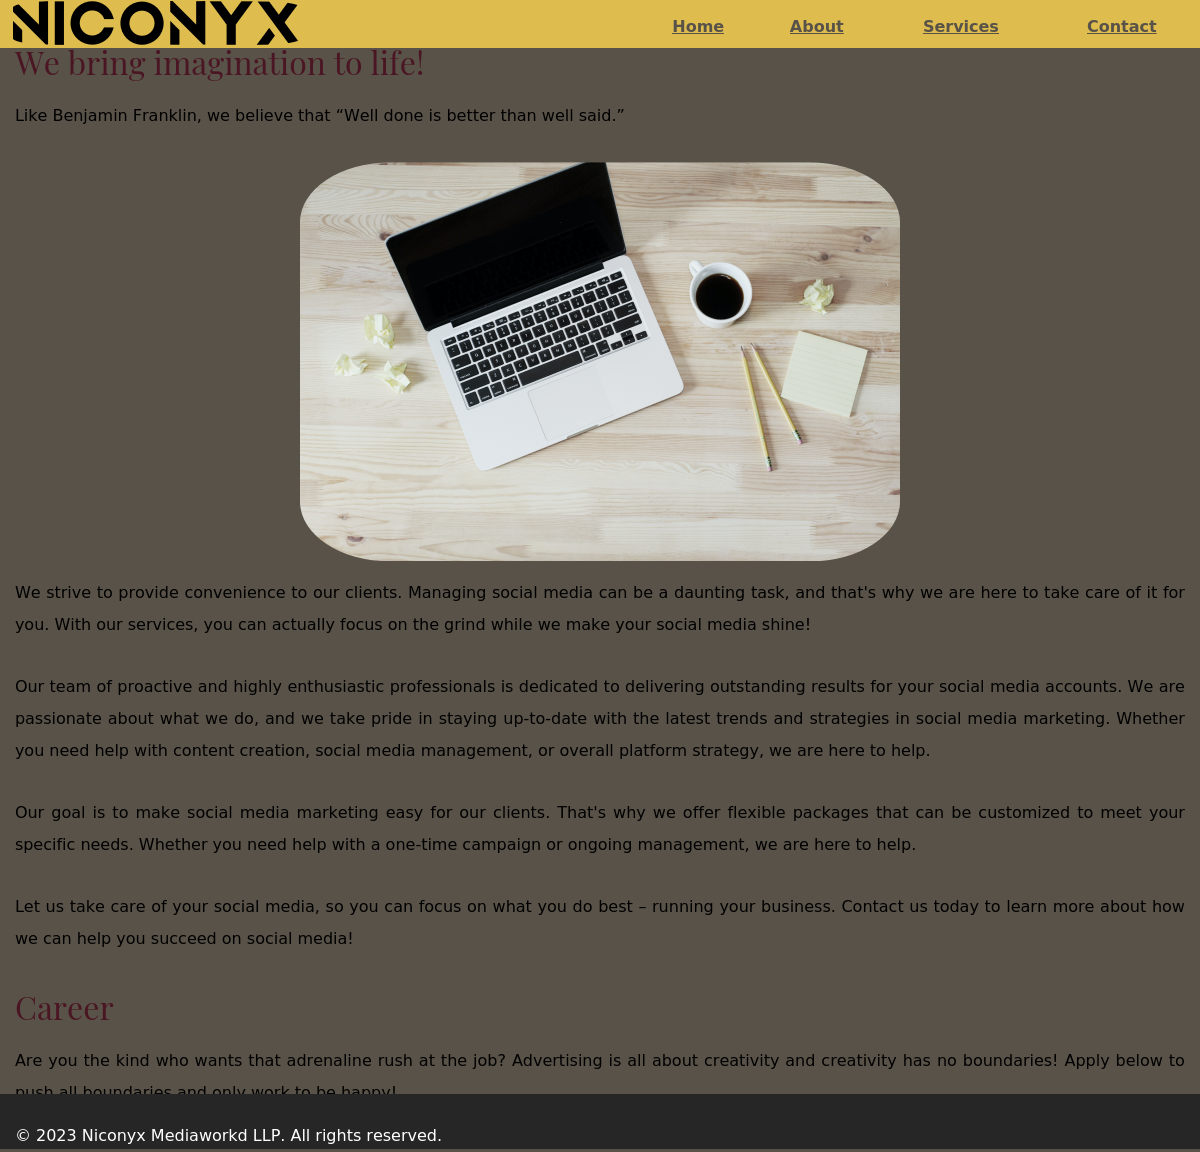 NICONYX
Home About Services Contact
We bring imagination to life!
Like Benjamin Franklin, we believe that “Well done is better than well said.”
We strive to provide convenience to our clients. Managing social media can be a daunting task, and that's why we are here to take care of it for
you. With our services, you can actually focus on the grind while we make your social media shine!
Our team of proactive and highly enthusiastic professionals is dedicated to delivering outstanding results for your social media accounts. We are
passionate about what we do, and we take pride in staying up-to-date with the latest trends and strategies in social media marketing. Whether
you need help with content creation, social media management, or overall platform strategy, we are here to help.
Our goal is to make social media marketing easy for our clients. That's why we offer flexible packages that can be customized to meet your
specific needs. Whether you need help with a one-time campaign or ongoing management, we are here to help.
Let us take care of your social media, so you can focus on what you do best – running your business. Contact us today to learn more about how
we can help you succeed on social media!
Career
Are you the kind who wants that adrenaline rush at the job? Advertising is all about creativity and creativity has no boundaries! Apply below to
push all boundaries and only work to be happy!
© 2023 Niconyx Mediaworkd LLP. All rights reserved.